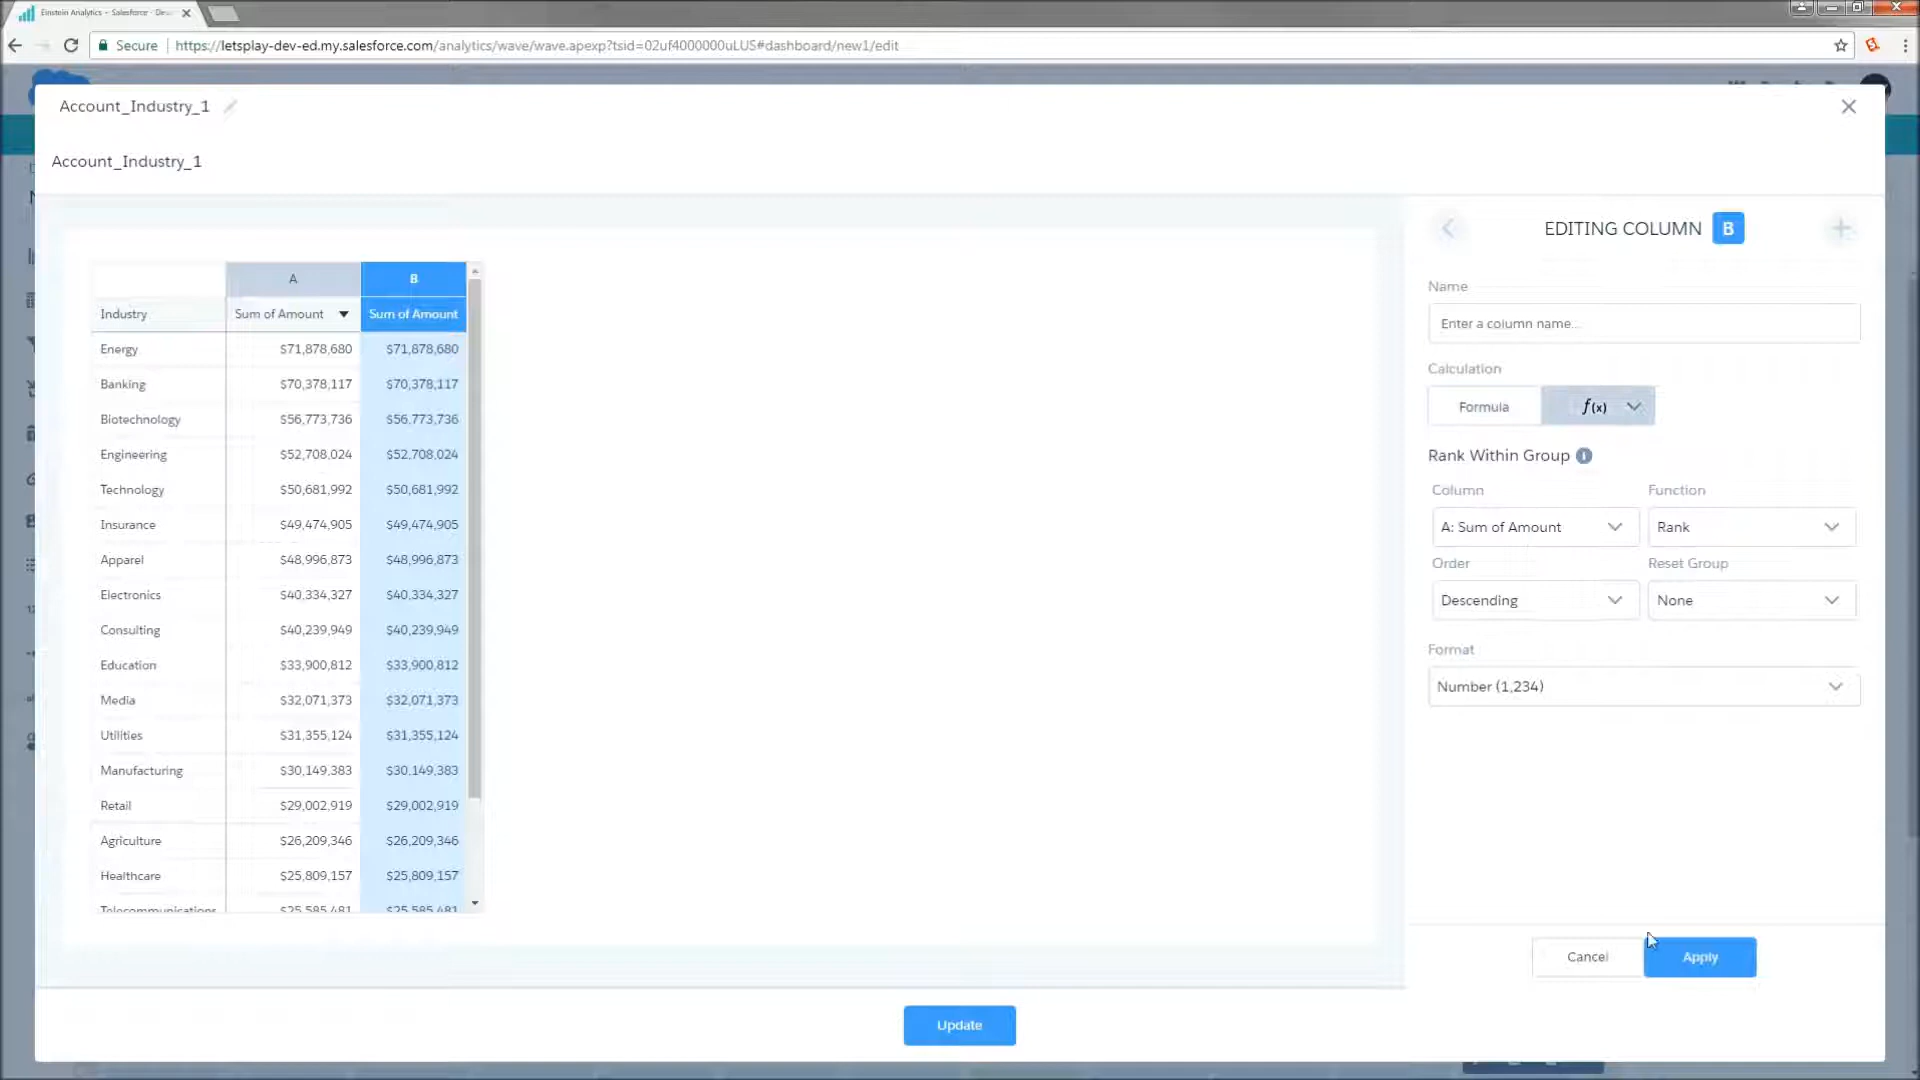 Einstein Analytics - Salesforce - De
Secure https://letsplay-dev-ed.my.salesforce.com/analytics/wave/wave.apexp?tsid=02uf4000000uLUS#dashboard/new1/edit
Account_Industry_1
Account_Industry_1
A B
Industry Sum of Amount Sum of Amount
Energy $71,878,680 $71,878,680
Banking $70,378,117 $70,378,117
Biotechnology $56,773,736 $56,773,736
Engineering $52,708,024 $52,708,024
Technology $50,681,992 $50,681,992
Insurance $49,474,905 $49,474,905
Apparel $48,996,873 $48,996,873
Electronics $40,334,327 $40,334,327
Consulting $40,239,949 $40,239,949
Education $33,900,812 $33,900,812
Media $32,071,373 $32,071,373
Utilities $31,355,124 $31,355,124
Manufacturing $30,149,383 $30,149,383
Retail $29,002,919 $29,002,919
Agriculture $26,209,346 $26,209,346
Healthcare $25,809,157 $25,809,157
Telecommunications $25,585,481 $25,585,481
EDITING COLUMN B
Name
Enter a column name...
Calculation
Formula f(x)
Rank Within Group i
Column Function
A: Sum of Amount Rank
Order Reset Group
Descending None
Format
Number (1,234)
Cancel Apply
Update